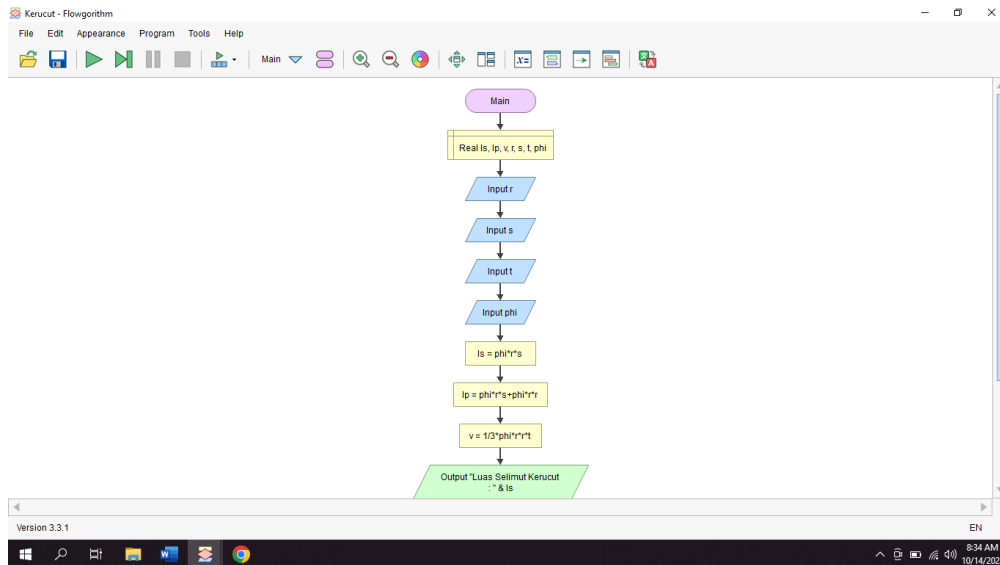 Kerucut - Flowgorithm
File Edit Appearance Program Tools Help
Main
x=
Main
Real ls, lp, v, r, s, t, phi
Input r
Input s
Input t
Input phi
ls = phi*r*s
lp = phi*r*s+phi*r*r
v = 1/3*phi*r*r*t
Output "Luas Selimut Kerucut
: " & ls
Version 3.3.1
EN
8:34 AM